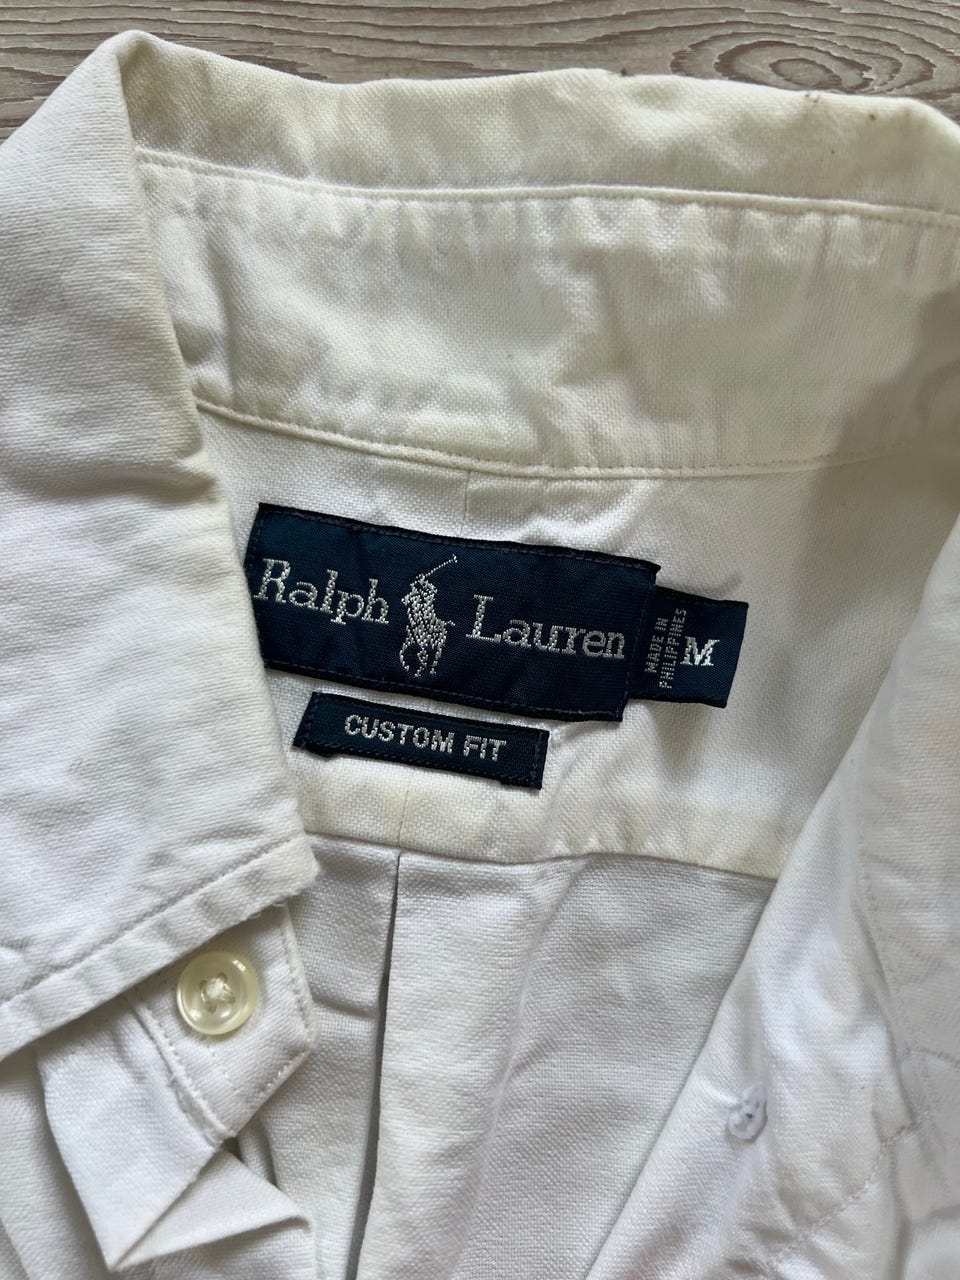 Ralph Lauren
MADE IN
PHILIPPINES
M
CUSTOM FIT